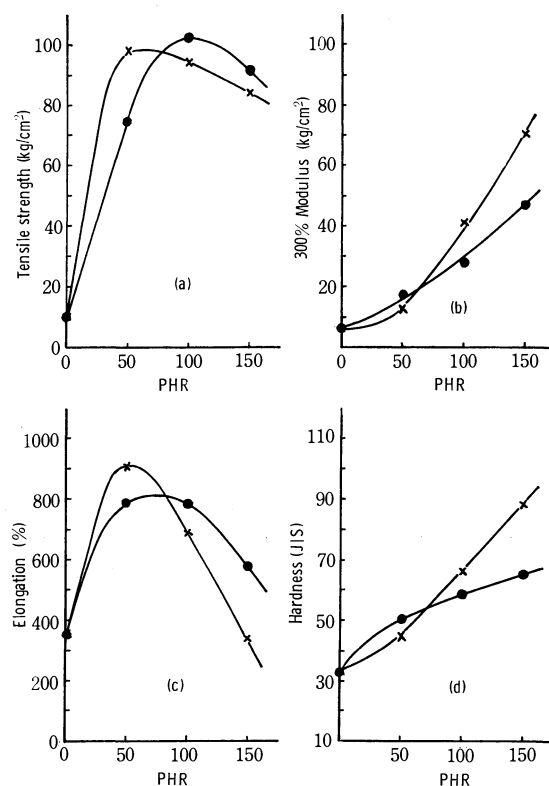 Tensile strength (kg/cm²)
100
80
60
40
20
0
(a)
0 50 100 150
PHR
300% Modulus (kg/cm²)
100
80
60
40
20
(b)
0 50 100 150
PHR
Elongation (%)
1000
800
600
400
200
0
(c)
0 50 100 150
PHR
Hardness (JIS)
110
90
70
50
30
10
(d)
50 100 150
PHR